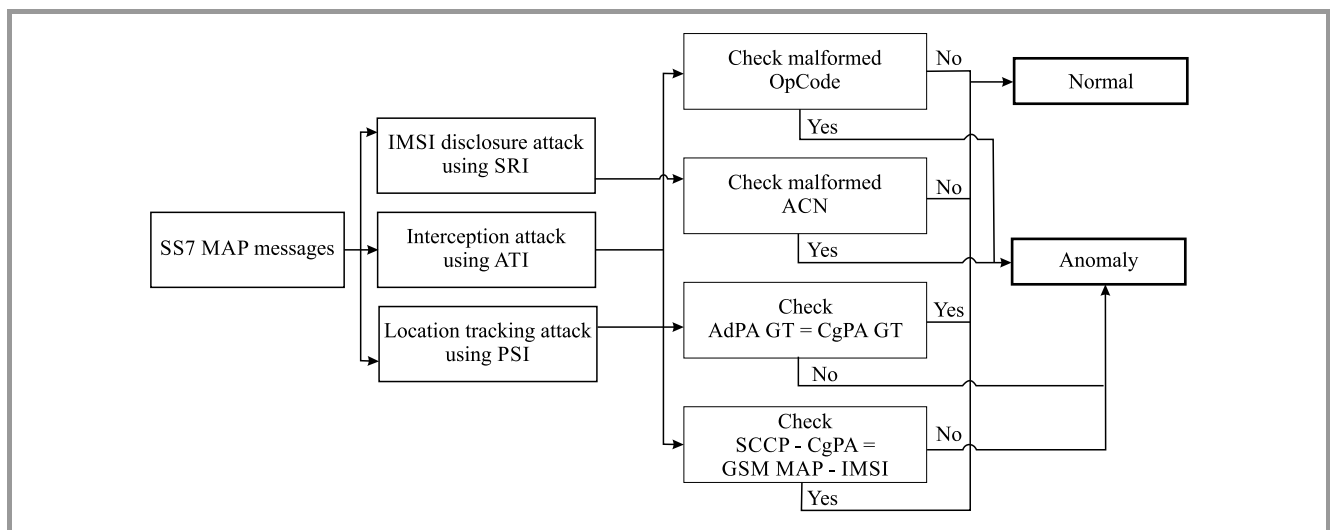 SS7 MAP messages
IMSI disclosure attack
using SRI
Interception attack
using ATI
Location tracking attack
using PSI
Check malformed
OpCode
No
Yes
Check malformed
ACN
No
Yes
Check
AdPA GT = CgPA GT
Yes
No
Check
SCCP - CgPA =
GSM MAP - IMSI
No
Yes
Normal
Anomaly